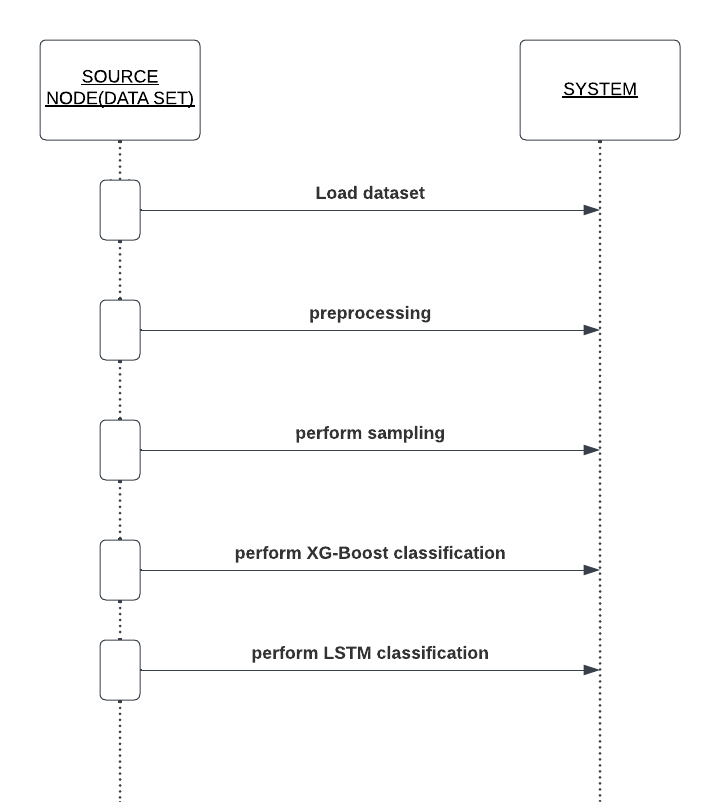 SOURCE
NODE(DATA SET)
SYSTEM
Load dataset
preprocessing
perform sampling
perform XG-Boost classification
perform LSTM classification